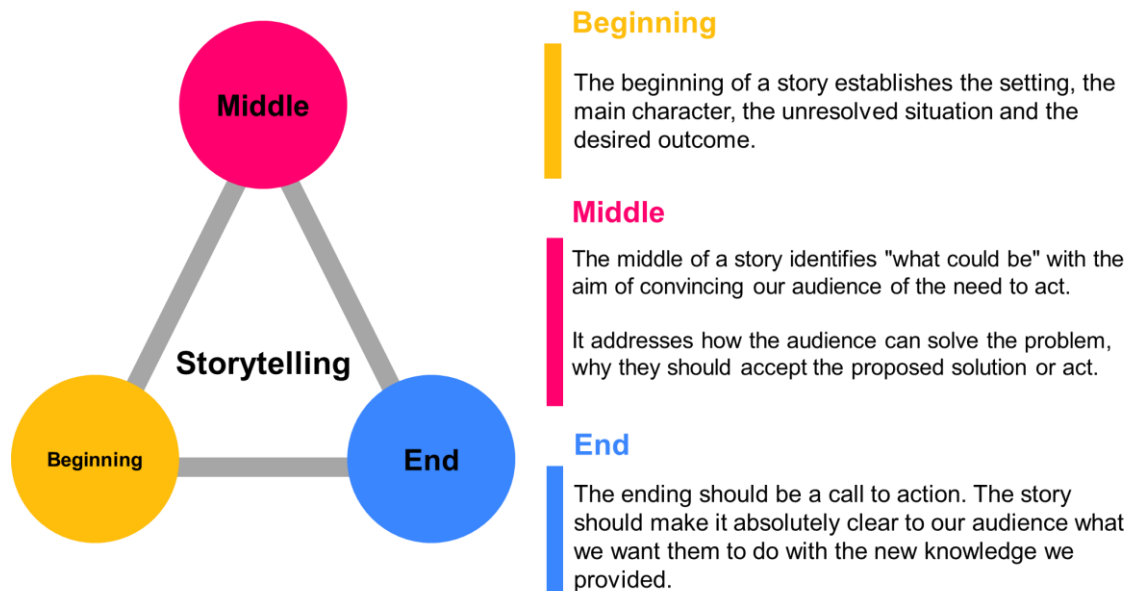 Middle
Storytelling
Beginning
End
Beginning
The beginning of a story establishes the setting, the
main character, the unresolved situation and the
desired outcome.
Middle
The middle of a story identifies "what could be" with the
aim of convincing our audience of the need to act.
It addresses how the audience can solve the problem,
why they should accept the proposed solution or act.
End
The ending should be a call to action. The story
should make it absolutely clear to our audience what
we want them to do with the new knowledge we
provided.